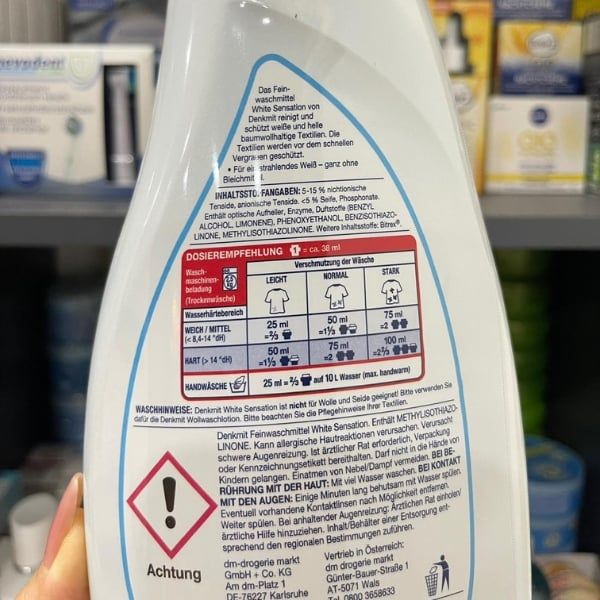 Das Fein-
waschmittel
White Sensation von
Denkmit reinigt und
schützt weiße und helle
baumwollhaltige Textilien. Die
Textilien werden vor dem schnellen
Vergrauen geschützt.
• Für ein strahlendes Weiß – ganz ohne
Bleichmittel.
INHALTSSTOFFANGABEN: 5-15 % nichtionische
Tenside, anionische Tenside. <5 % Seife, Phosphonate.
Enthält optische Aufheller, Enzyme, Duftstoffe (BENZYL
ALCOHOL, LIMONENE), PHENOXYETHANOL, BENZISOTHIAZO-
LINONE, METHYLISOTHIAZOLINONE. Weitere Inhaltsstoffe: Bitrex®.
DOSIEREMPFEHLUNG 1 = ca. 38 ml
Wasch-
maschinen-
beladung
(Trockenwäsche)
Verschmutzung der Wäsche
LEICHT NORMAL STARK
Wasserhärtebereich
WEICH / MITTEL
(< 8,4-14 °dH)
25 ml
=⅔
50 ml
=1⅓
75 ml
=2
HART (> 14 °dH)
50 ml
=1⅓
75 ml
=2
100 ml
=2⅔
HANDWÄSCHE 25 ml = ⅔ auf 10 L Wasser (max. handwarm)
WASCHHINWEISE: Denkmit White Sensation ist nicht für Wolle und Seide geeignet! Bitte verwenden Sie
dafür die Denkmit Wollwaschlotion. Bitte beachten Sie die Pflegehinweise Ihrer Textilien.
Denkmit Feinwaschmittel White Sensation. Enthält METHYLISOTHIAZO-
LINONE. Kann allergische Hautreaktionen verursachen. Verursacht
schwere Augenreizung. Ist ärztlicher Rat erforderlich, Verpackung
oder Kennzeichnungsetikett bereithalten. Darf nicht in die Hände von
Kindern gelangen. Einatmen von Nebel/Dampf vermeiden. BEI BE-
RÜHRUNG MIT DER HAUT: Mit viel Wasser waschen. BEI KONTAKT
MIT DEN AUGEN: Einige Minuten lang behutsam mit Wasser spülen.
Eventuell vorhandene Kontaktlinsen nach Möglichkeit entfernen.
Weiter spülen. Bei anhaltender Augenreizung: Ärztlichen Rat einholen/
ärztliche Hilfe hinzuziehen. Inhalt/Behälter einer Entsorgung ent-
sprechend den regionalen Bestimmungen zuführen.
Achtung
dm-drogerie markt
GmbH + Co. KG
Am dm-Platz 1
DE-76227 Karlsruhe
Vertrieb in Österreich:
dm drogerie markt
Günter-Bauer-Straße 1
AT-5071 Wals
Tel. 0800 3658633